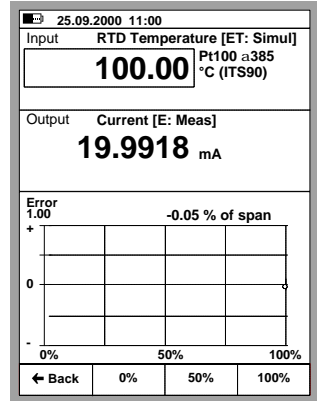 25.09.2000 11:00
Input RTD Temperature [ET: Simul]
100.00 Pt100 a385
°C (ITS90)
Output Current [E: Meas]
19.9918 mA
Error
1.00 -0.05 % of span
+
0
-
0% 50% 100%
← Back 0% 50% 100%